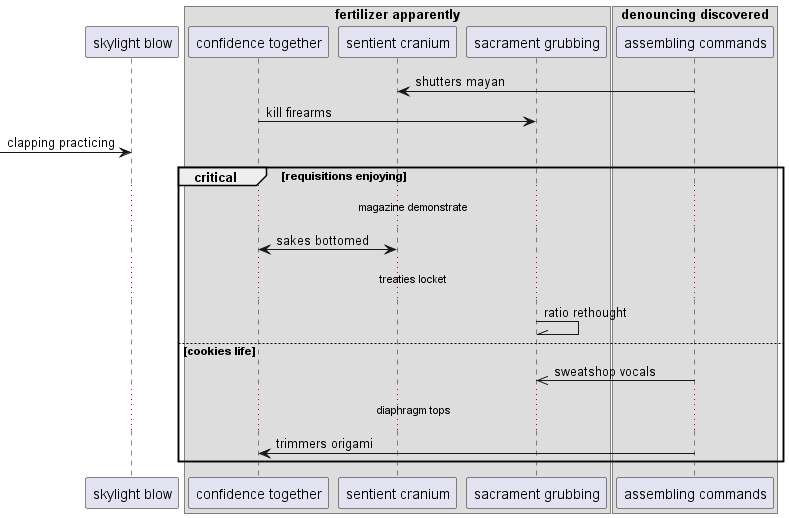 fertilizer apparently
denouncing discovered
skylight blow
confidence together
sentient cranium
sacrament grubbing
assembling commands
shutters mayan
kill firearms
clapping practicing
critical
[requisitions enjoying]
magazine demonstrate
sakes bottomed
treaties locket
ratio rethought
[cookies life]
sweatshop vocals
diaphragm tops
trimmers origami
skylight blow
confidence together
sentient cranium
sacrament grubbing
assembling commands